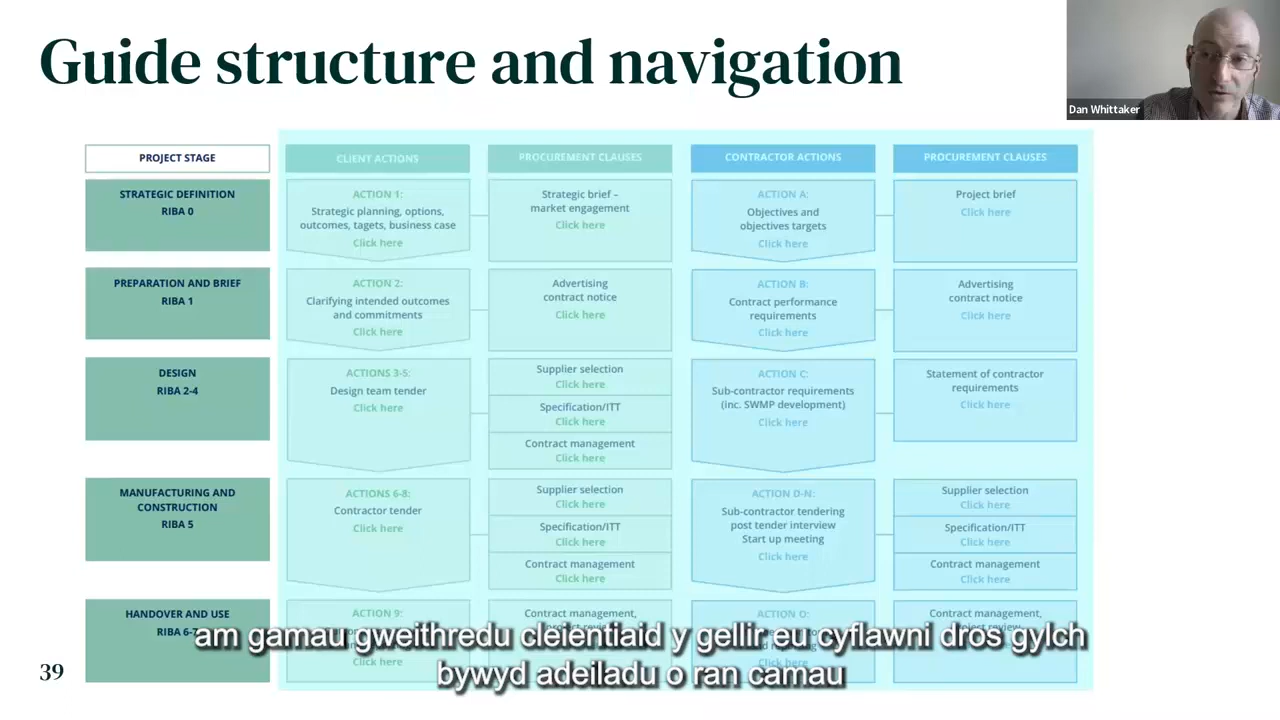 Guide structure and navigation
Dan Whittaker
PROJECT STAGE
CLIENT ACTIONS
PROCUREMENT CLAUSES
CONTRACTOR ACTIONS
PROCUREMENT CLAUSES
STRATEGIC DEFINITION
RIBA 0
ACTION 1:
Strategic planning, options,
outcomes, tagets, business case
Click here
Strategic brief –
market engagement
Click here
ACTION A:
Objectives and
objectives targets
Click here
Project brief
Click here
PREPARATION AND BRIEF
RIBA 1
ACTION 2:
Clarifying intended outcomes
and commitments
Click here
Advertising
contract notice
Click here
ACTION B:
Contract performance
requirements
Click here
Advertising
contract notice
Click here
DESIGN
RIBA 2-4
ACTIONS 3-5:
Design team tender
Click here
Supplier selection
Click here
Specification/ITT
Click here
Contract management
Click here
ACTION C:
Sub-contractor requirements
(inc. SWMP development)
Click here
Statement of contractor
requirements
Click here
MANUFACTURING AND
CONSTRUCTION
RIBA 5
ACTIONS 6-8:
Contractor tender
Click here
Supplier selection
Click here
Specification/ITT
Click here
Contract management
Click here
ACTION D-N:
Sub-contractor tendering
post tender interview
Start up meeting
Click here
Supplier selection
Click here
Specification/ITT
Click here
Contract management
Click here
HANDOVER AND USE
RIBA 6-7
ACTION 9:
Click here
Contract management,
Click here
ACTION O:
Click here
Contract management,
Click here
am gamau gweithredu cleientiaid y gellir eu cyflawni dros gylch
bywyd adeiladu o ran camau
39